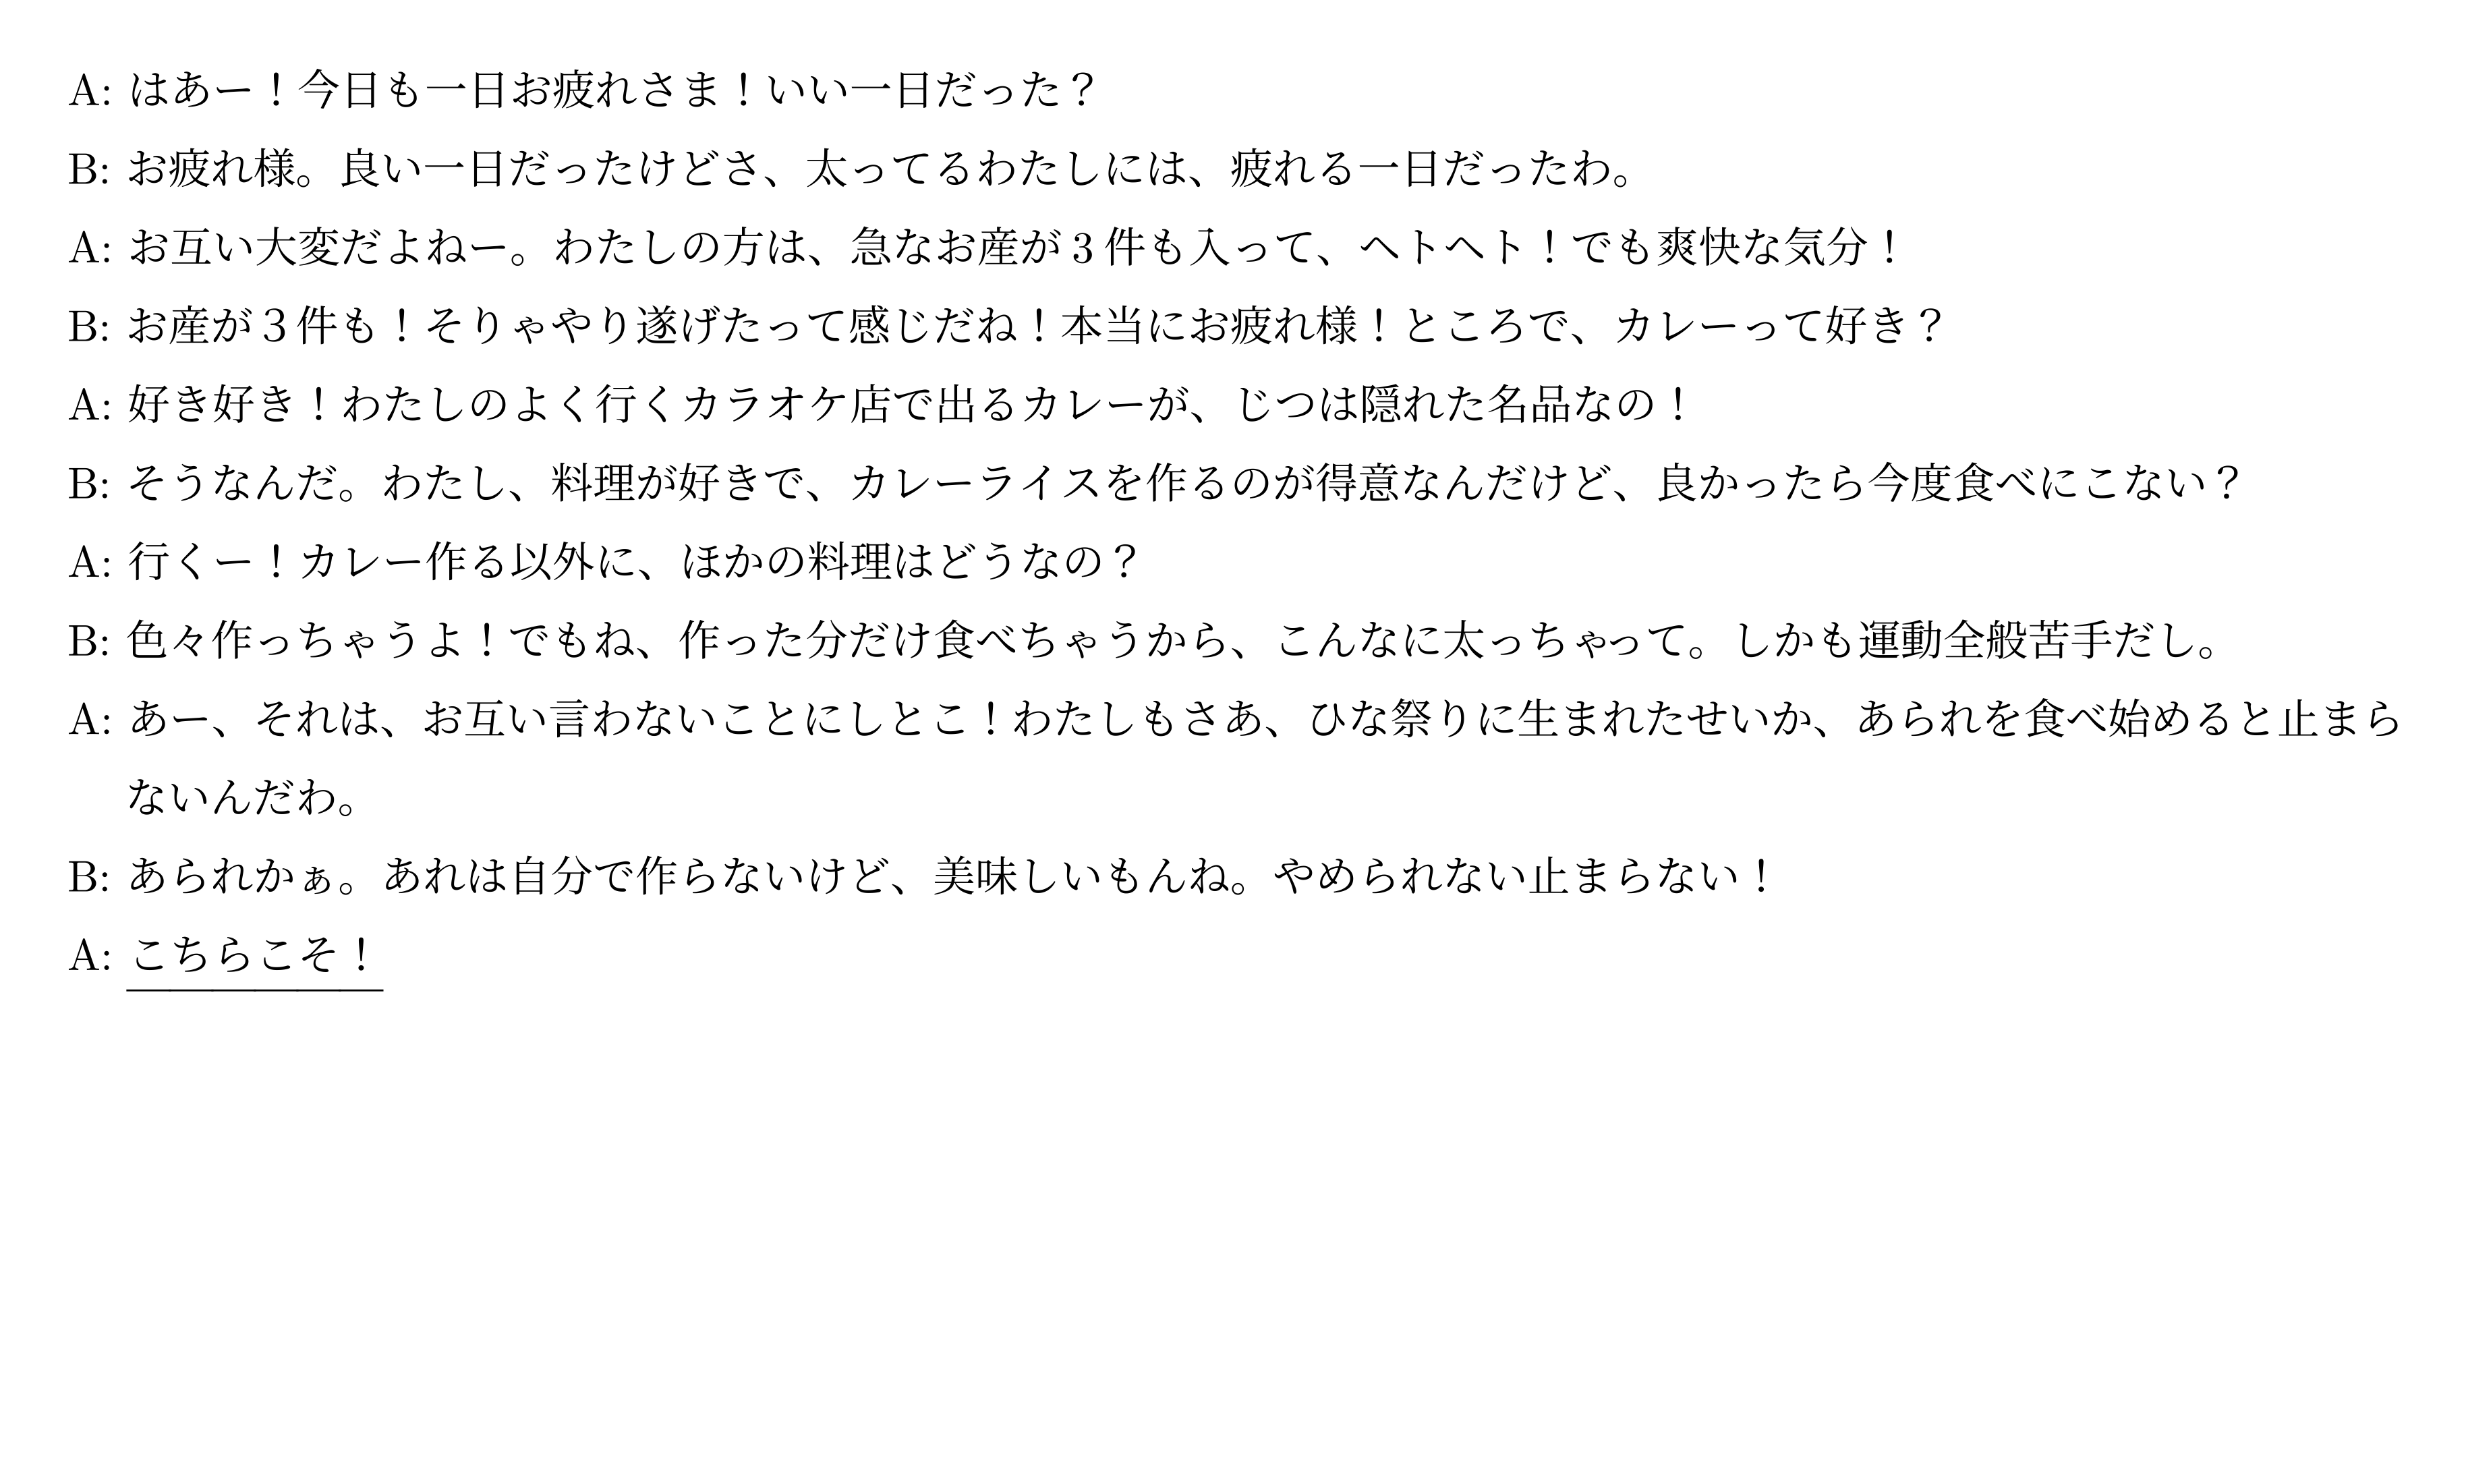 A: はあー！今日も一日お疲れさま！いい一日だった？
B: お疲れ様。良い一日だったけどさ、太ってるわたしには、疲れる一日だったわ。
A: お互い大変だよねー。わたしの方は、急なお産が3件も入って、ヘトヘト！でも爽快な気分！
B: お産が3件も！そりゃやり遂げたって感じだね！本当にお疲れ様！ところで、カレーって好き？
A: 好き好き！わたしのよく行くカラオケ店で出るカレーが、じつは隠れた名品なの！
B: そうなんだ。わたし、料理が好きで、カレーライスを作るのが得意なんだけど、良かったら今度食べにこない？
A: 行くー！カレー作る以外に、ほかの料理はどうなの？
B: 色々作っちゃうよ！でもね、作った分だけ食べちゃうから、こんなに太っちゃって。しかも運動全般苦手だし。
A: あー、それは、お互い言わないことにしとこ！わたしもさあ、ひな祭りに生まれたせいか、あられを食べ始めると止まら
ないんだわ。
B: あられかぁ。あれは自分で作らないけど、美味しいもんね。やめられない止まらない！
A: こちらこそ！